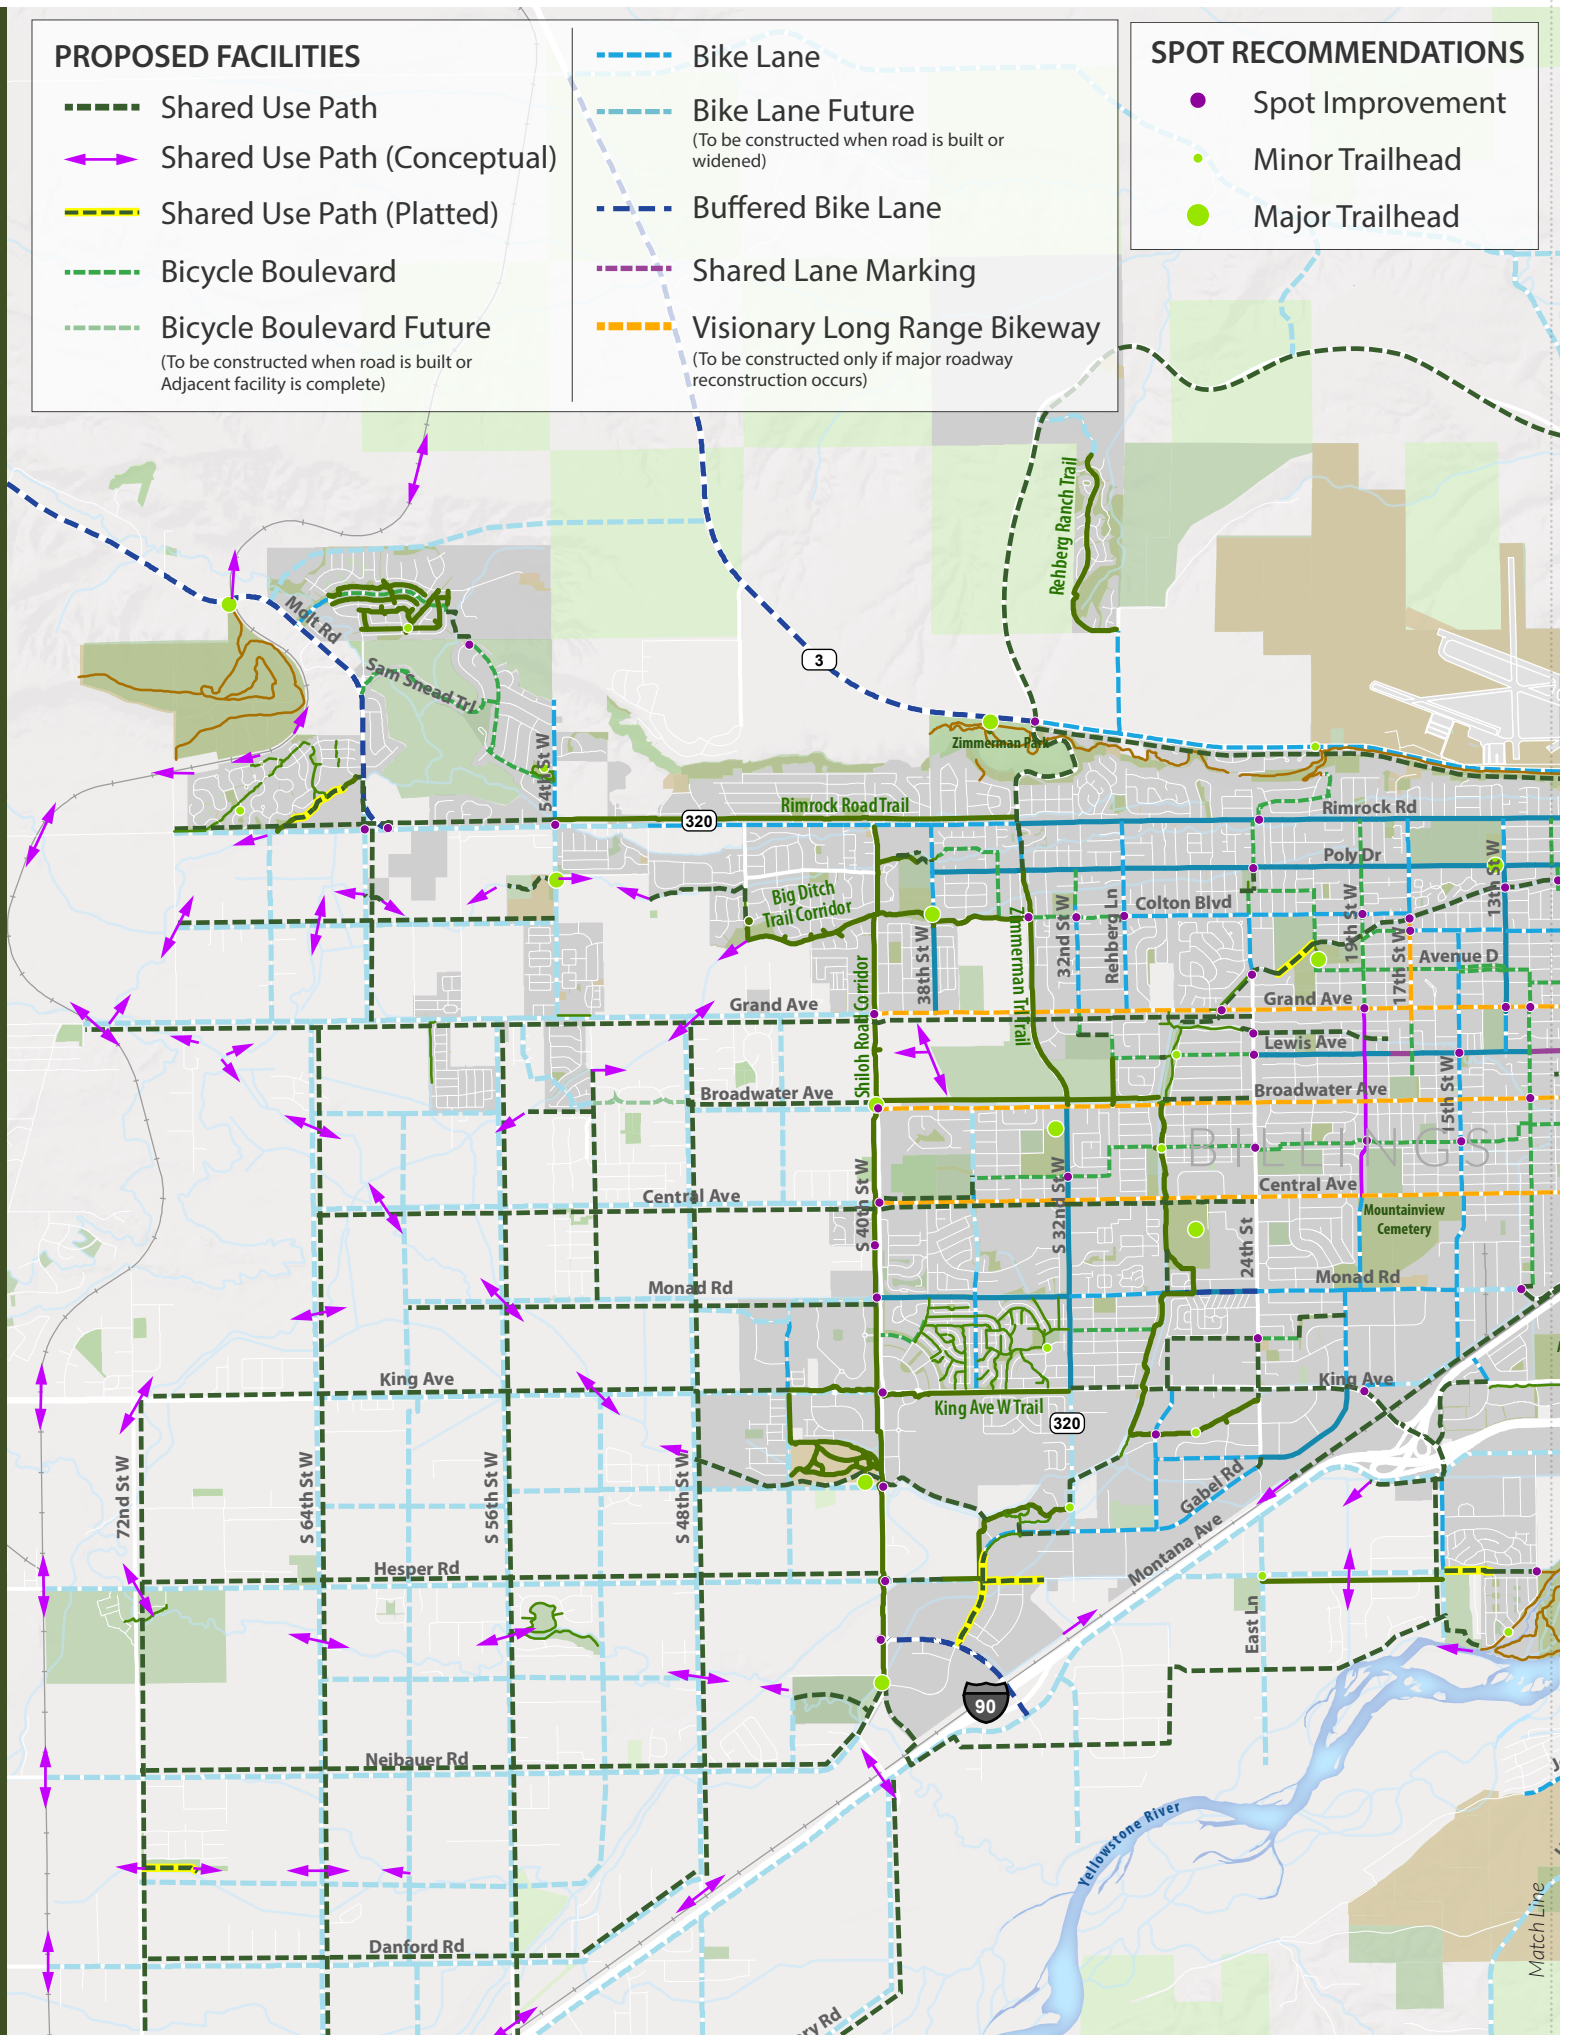 PROPOSED FACILITIES
Shared Use Path
Shared Use Path (Conceptual)
Shared Use Path (Platted)
Bicycle Boulevard
Bicycle Boulevard Future
(To be constructed when road is built or
Adjacent facility is complete)
Bike Lane
Bike Lane Future
(To be constructed when road is built or
widened)
Buffered Bike Lane
Shared Lane Marking
Visionary Long Range Bikeway
(To be constructed only if major roadway
reconstruction occurs)
SPOT RECOMMENDATIONS
Spot Improvement
Minor Trailhead
Major Trailhead
Rehberg Ranch Trail
Molt Rd
Sam Snead Trl
3
Zimmerman Park
54th St W
320
Rimrock Road Trail
Rimrock Rd
Poly Dr
13th St W
Big Ditch
Trail Corridor
Colton Blvd
32nd St W
Rehberg Ln
19th St W
17th St W
38th St W
Zimmerman Trl Trail
Avenue D
Shiloh Road Corridor
Grand Ave
Grand Ave
Lewis Ave
Broadwater Ave
Broadwater Ave
15th St W
BILLINGS
Central Ave
Central Ave
S 40th St W
S 32nd St W
24th St
Mountainview
Cemetery
Monad Rd
Monad Rd
King Ave
King Ave
King Ave W Trail
320
72nd St W
S 64th St W
S 56th St W
S 48th St W
Gabel Rd
Montana Ave
Hesper Rd
East Ln
90
Neibauer Rd
Yellowstone River
Danford Rd
Match Line
ry Rd